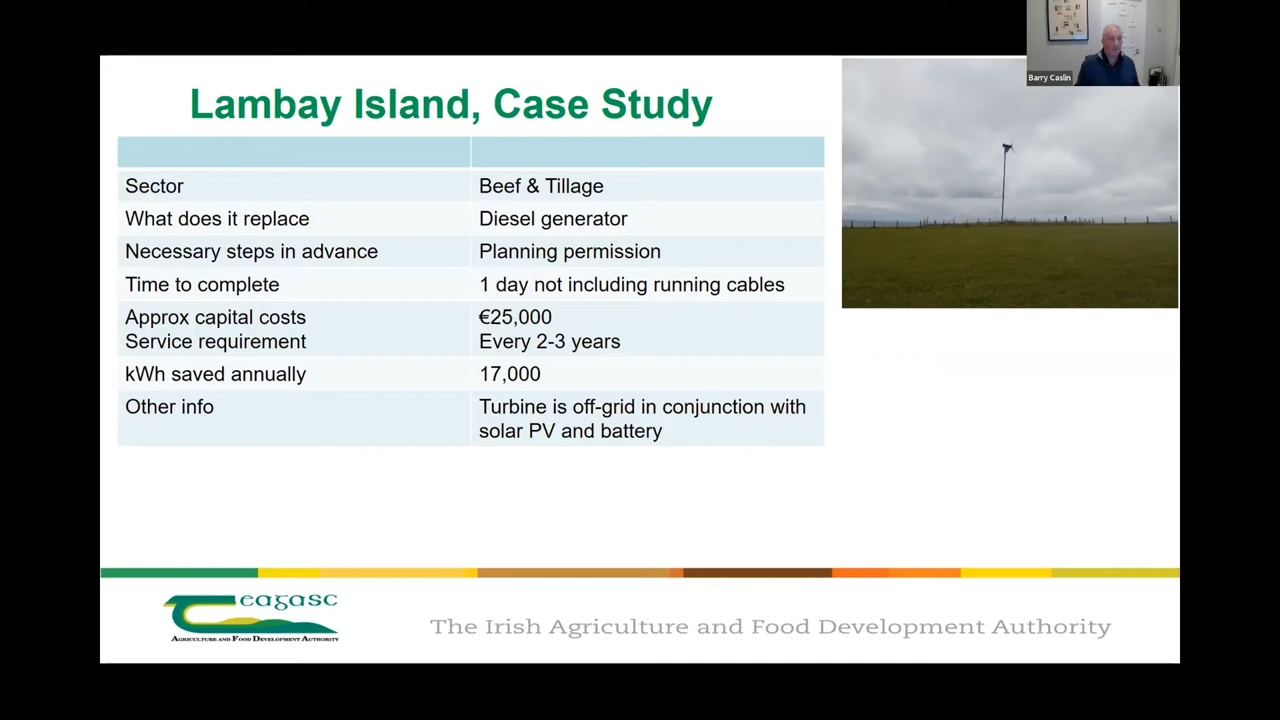 Barry Caslin
Lambay Island, Case Study
Sector Beef & Tillage
What does it replace Diesel generator
Necessary steps in advance Planning permission
Time to complete 1 day not including running cables
Approx capital costs €25,000
Service requirement Every 2-3 years
kWh saved annually 17,000
Other info Turbine is off-grid in conjunction with
solar PV and battery
Teagasc
Agriculture and Food Development Authority
The Irish Agriculture and Food Development Authority